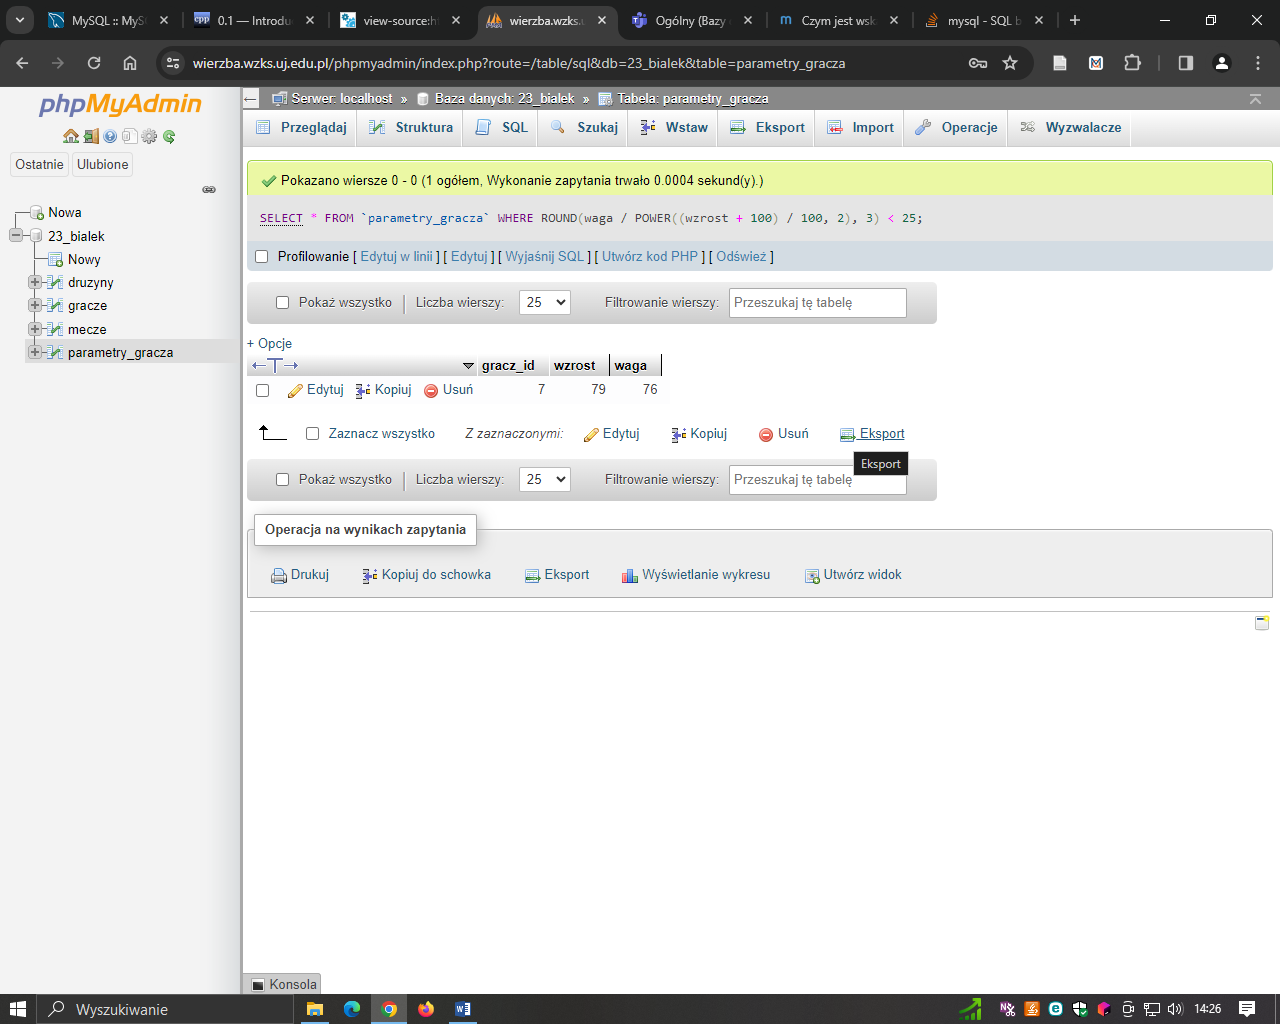 MySQL :: MyS
0.1 — Introdu
view-source:h
wierzba.wzks.u
Ogólny (Bazy
Czym jest wsk
mysql - SQL b
wierzba.wzks.uj.edu.pl/phpmyadmin/index.php?route=/table/sql&db=23_bialek&table=parametry_gracza
phpMyAdmin
Ostatnie
Ulubione
Nowa
23_bialek
Nowy
druzyny
gracze
mecze
parametry_gracza
Serwer: localhost » Baza danych: 23_bialek » Tabela: parametry_gracza
Przeglądaj Struktura SQL Szukaj Wstaw Eksport Import Operacje Wyzwalacze
Pokazano wiersze 0 - 0 (1 ogółem, Wykonanie zapytania trwało 0.0004 sekund(y).)
SELECT * FROM `parametry_gracza` WHERE ROUND(waga / POWER((wzrost + 100) / 100, 2), 3) < 25;
Profilowanie [ Edytuj w linii ] [ Edytuj ] [ Wyjaśnij SQL ] [ Utwórz kod PHP ] [ Odśwież ]
Pokaż wszystko Liczba wierszy: 25 Filtrowanie wierszy: Przeszukaj tę tabelę
+ Opcje
gracz_id wzrost waga
Edytuj Kopiuj Usuń 7 79 76
Zaznacz wszystko Z zaznaczonymi: Edytuj Kopiuj Usuń Eksport
Eksport
Pokaż wszystko Liczba wierszy: 25 Filtrowanie wierszy: Przeszukaj tę tabelę
Operacja na wynikach zapytania
Drukuj Kopiuj do schowka Eksport Wyświetlanie wykresu Utwórz widok
Konsola
Wyszukiwanie
14:26